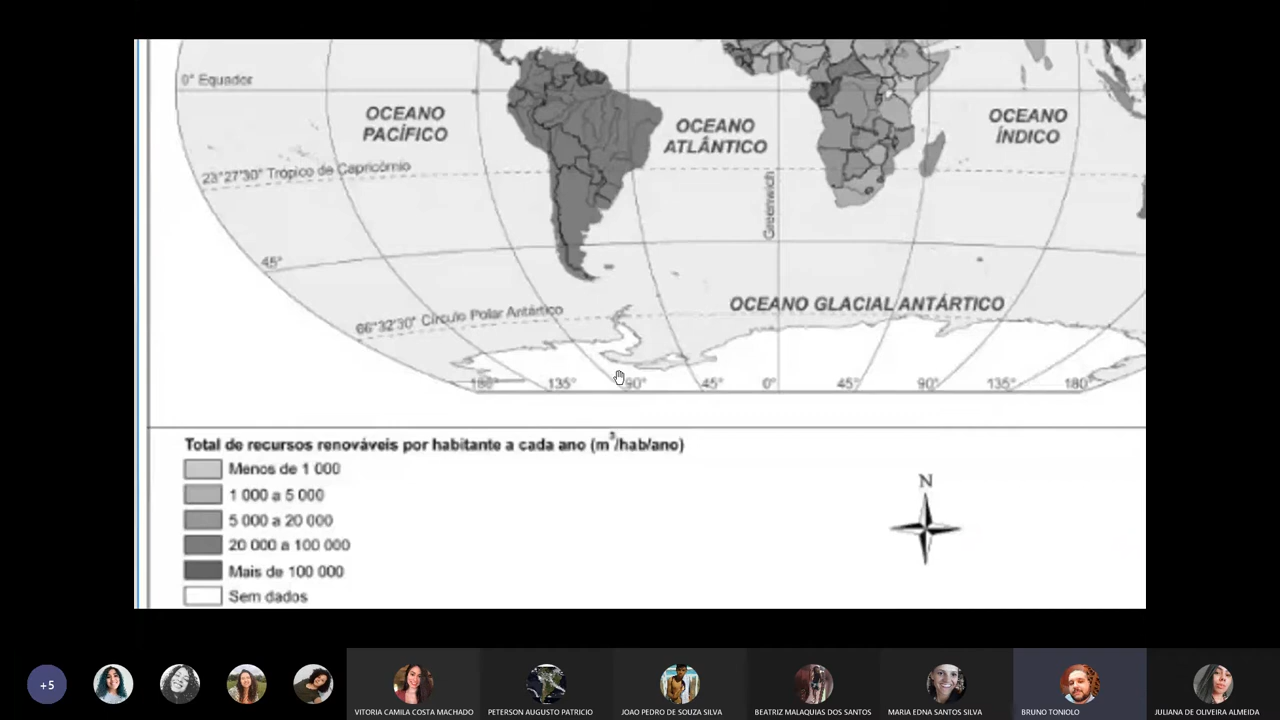 0° Equador
OCEANO
PACÍFICO
OCEANO
ATLÂNTICO
OCEANO
ÍNDICO
23°27'30" Trópico de Capricórnio
Greenwich
45°
OCEANO GLACIAL ANTÁRTICO
66°32'30" Círculo Polar Antártico
180° 135° 90° 45° 0° 45° 90° 135° 180°
Total de recursos renováveis por habitante a cada ano (m³/hab/ano)
Menos de 1 000
1 000 a 5 000
5 000 a 20 000
20 000 a 100 000
Mais de 100 000
Sem dados
N
+5
VITORIA CAMILA COSTA MACHADO
PETERSON AUGUSTO PATRICIO
JOAO PEDRO DE SOUZA SILVA
BEATRIZ MALAQUIAS DOS SANTOS
MARIA EDNA SANTOS SILVA
BRUNO TONIOLO
JULIANA DE OLIVEIRA ALMEIDA